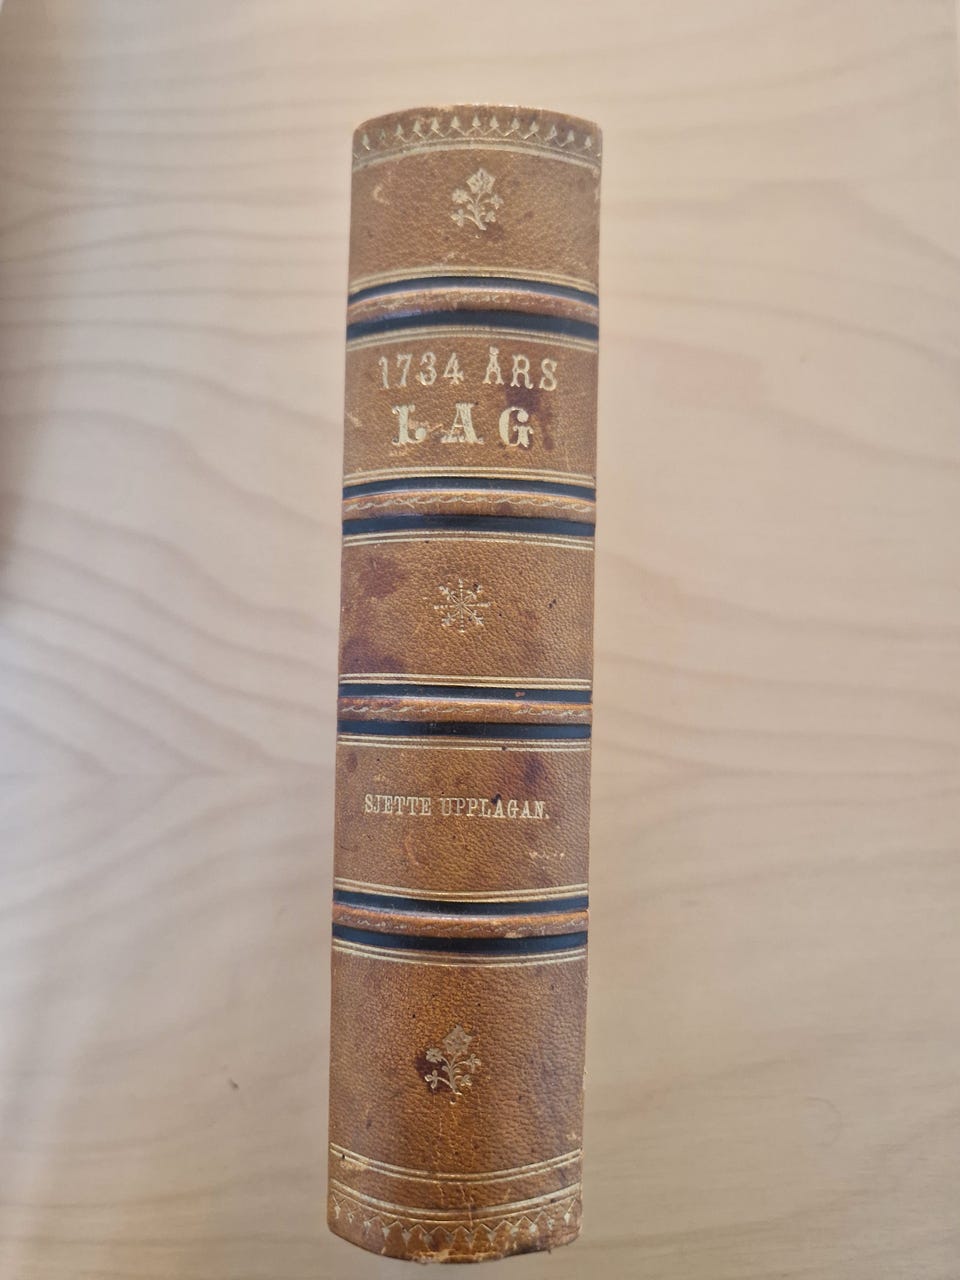 1734 ÅRS
LAG
SJETTE UPPLAGAN.